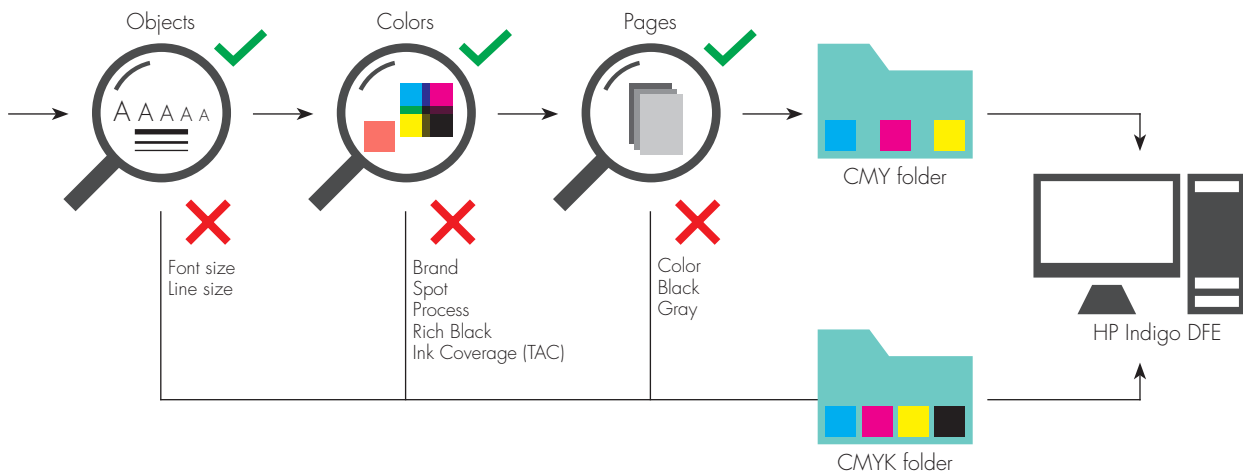 Objects
Colors
Pages
A A A A A
CMY folder
Font size
Line size
Brand
Spot
Process
Rich Black
Ink Coverage (TAC)
Color
Black
Gray
HP Indigo DFE
CMYK folder